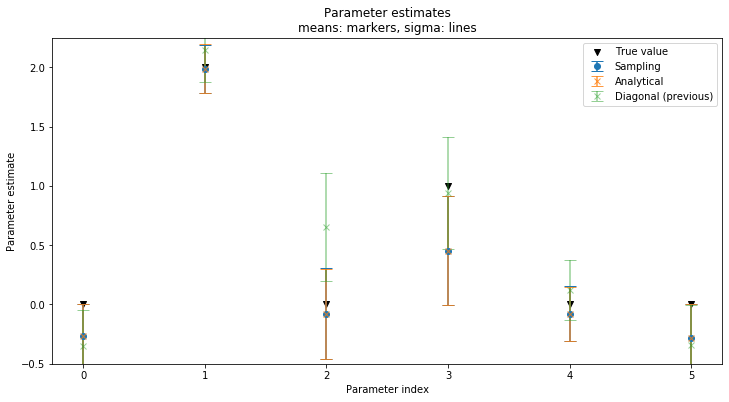 Parameter estimates
means: markers, sigma: lines
True value
Sampling
Analytical
Diagonal (previous)
Parameter estimate
2.0
1.5
1.0
0.5
0.0
−0.5
0 1 2 3 4 5
Parameter index